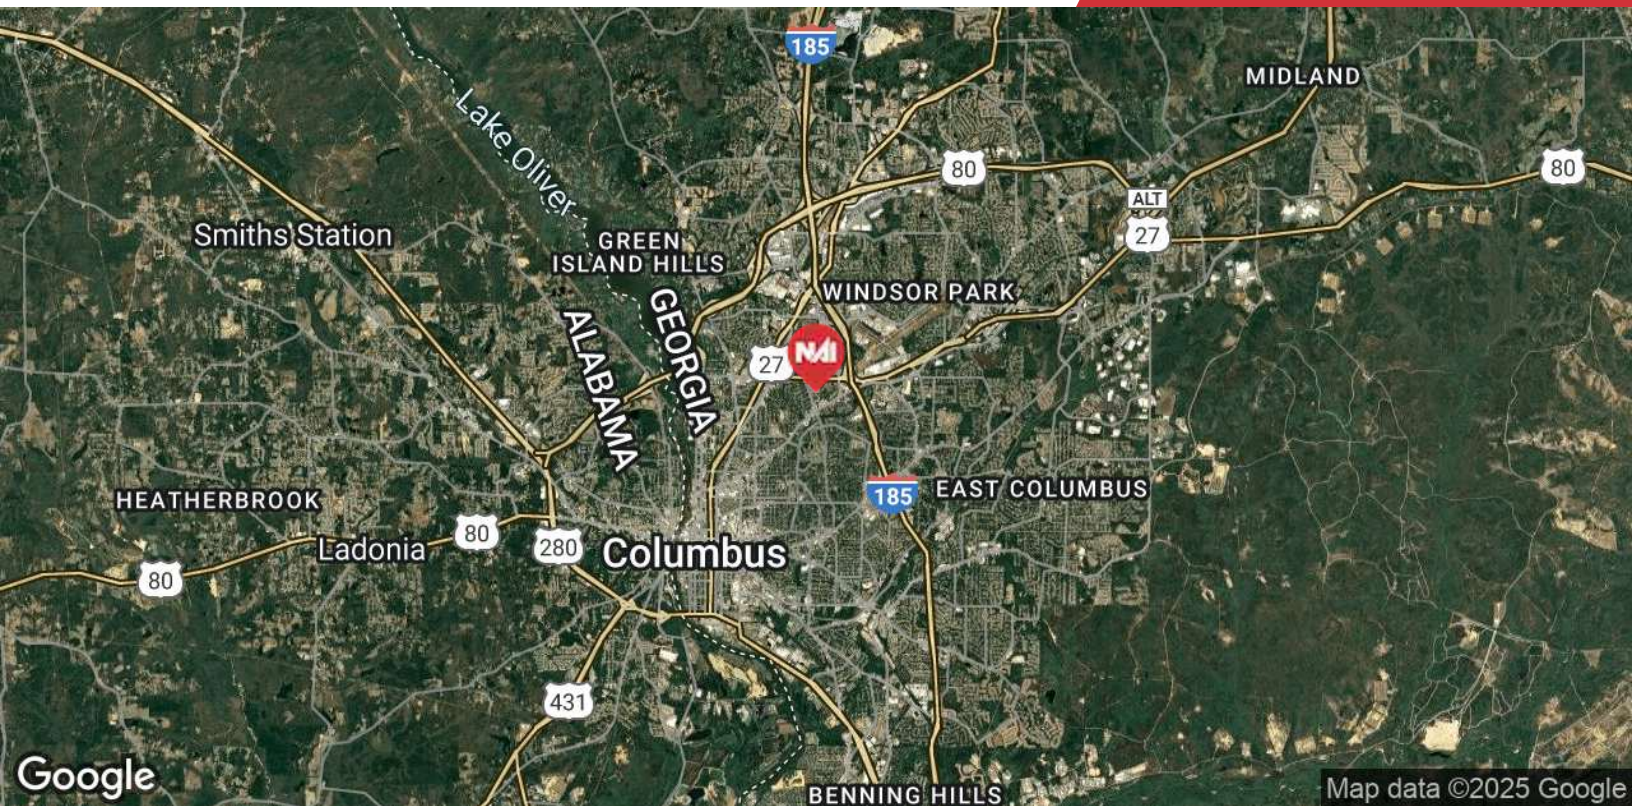 185
MIDLAND
Lake Oliver
80
80
ALT
27
Smiths Station
GREEN
ISLAND HILLS
WINDSOR PARK
GEORGIA
ALABAMA
27
NAI
HEATHERBROOK
185
EAST COLUMBUS
80
280
Ladonia
Columbus
80
431
Google
BENNING HILLS
Map data ©2025 Google